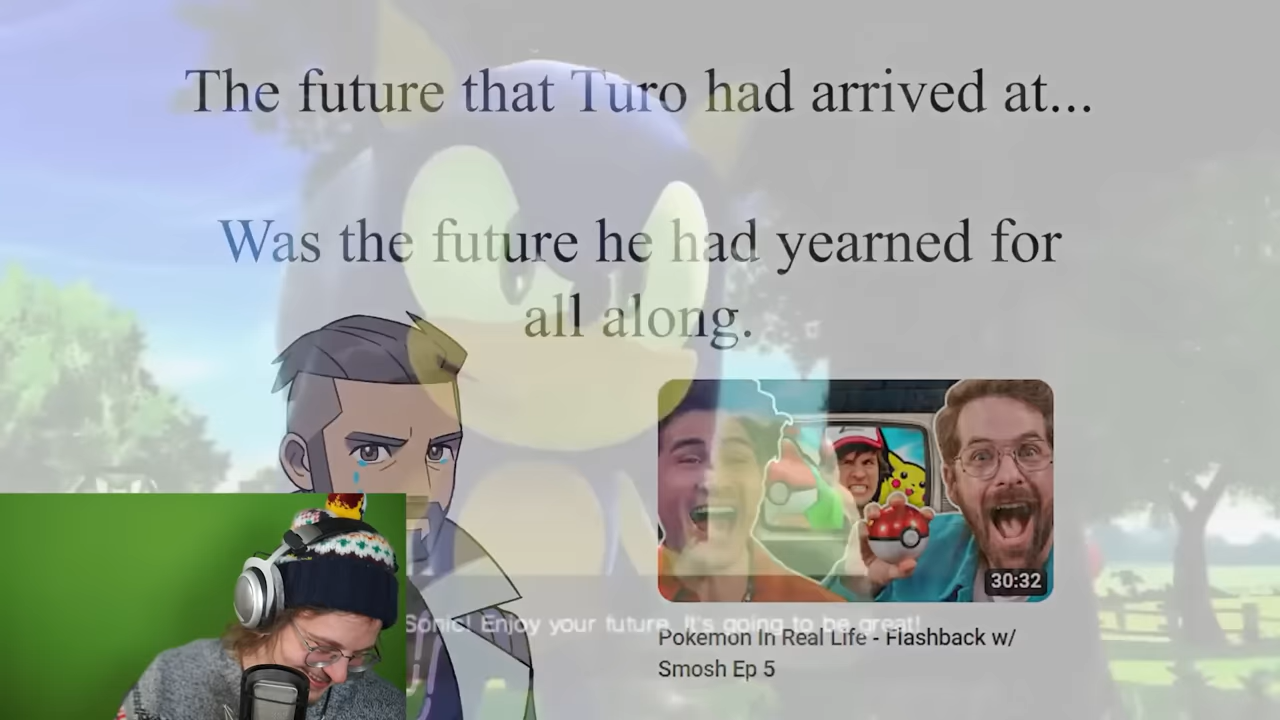 The future that Turo had arrived at...
Was the future he had yearned for
all along.
30:32
Sonic! Enjoy your future. It's going to be great!
Pokemon In Real Life - Flashback w/
Smosh Ep 5